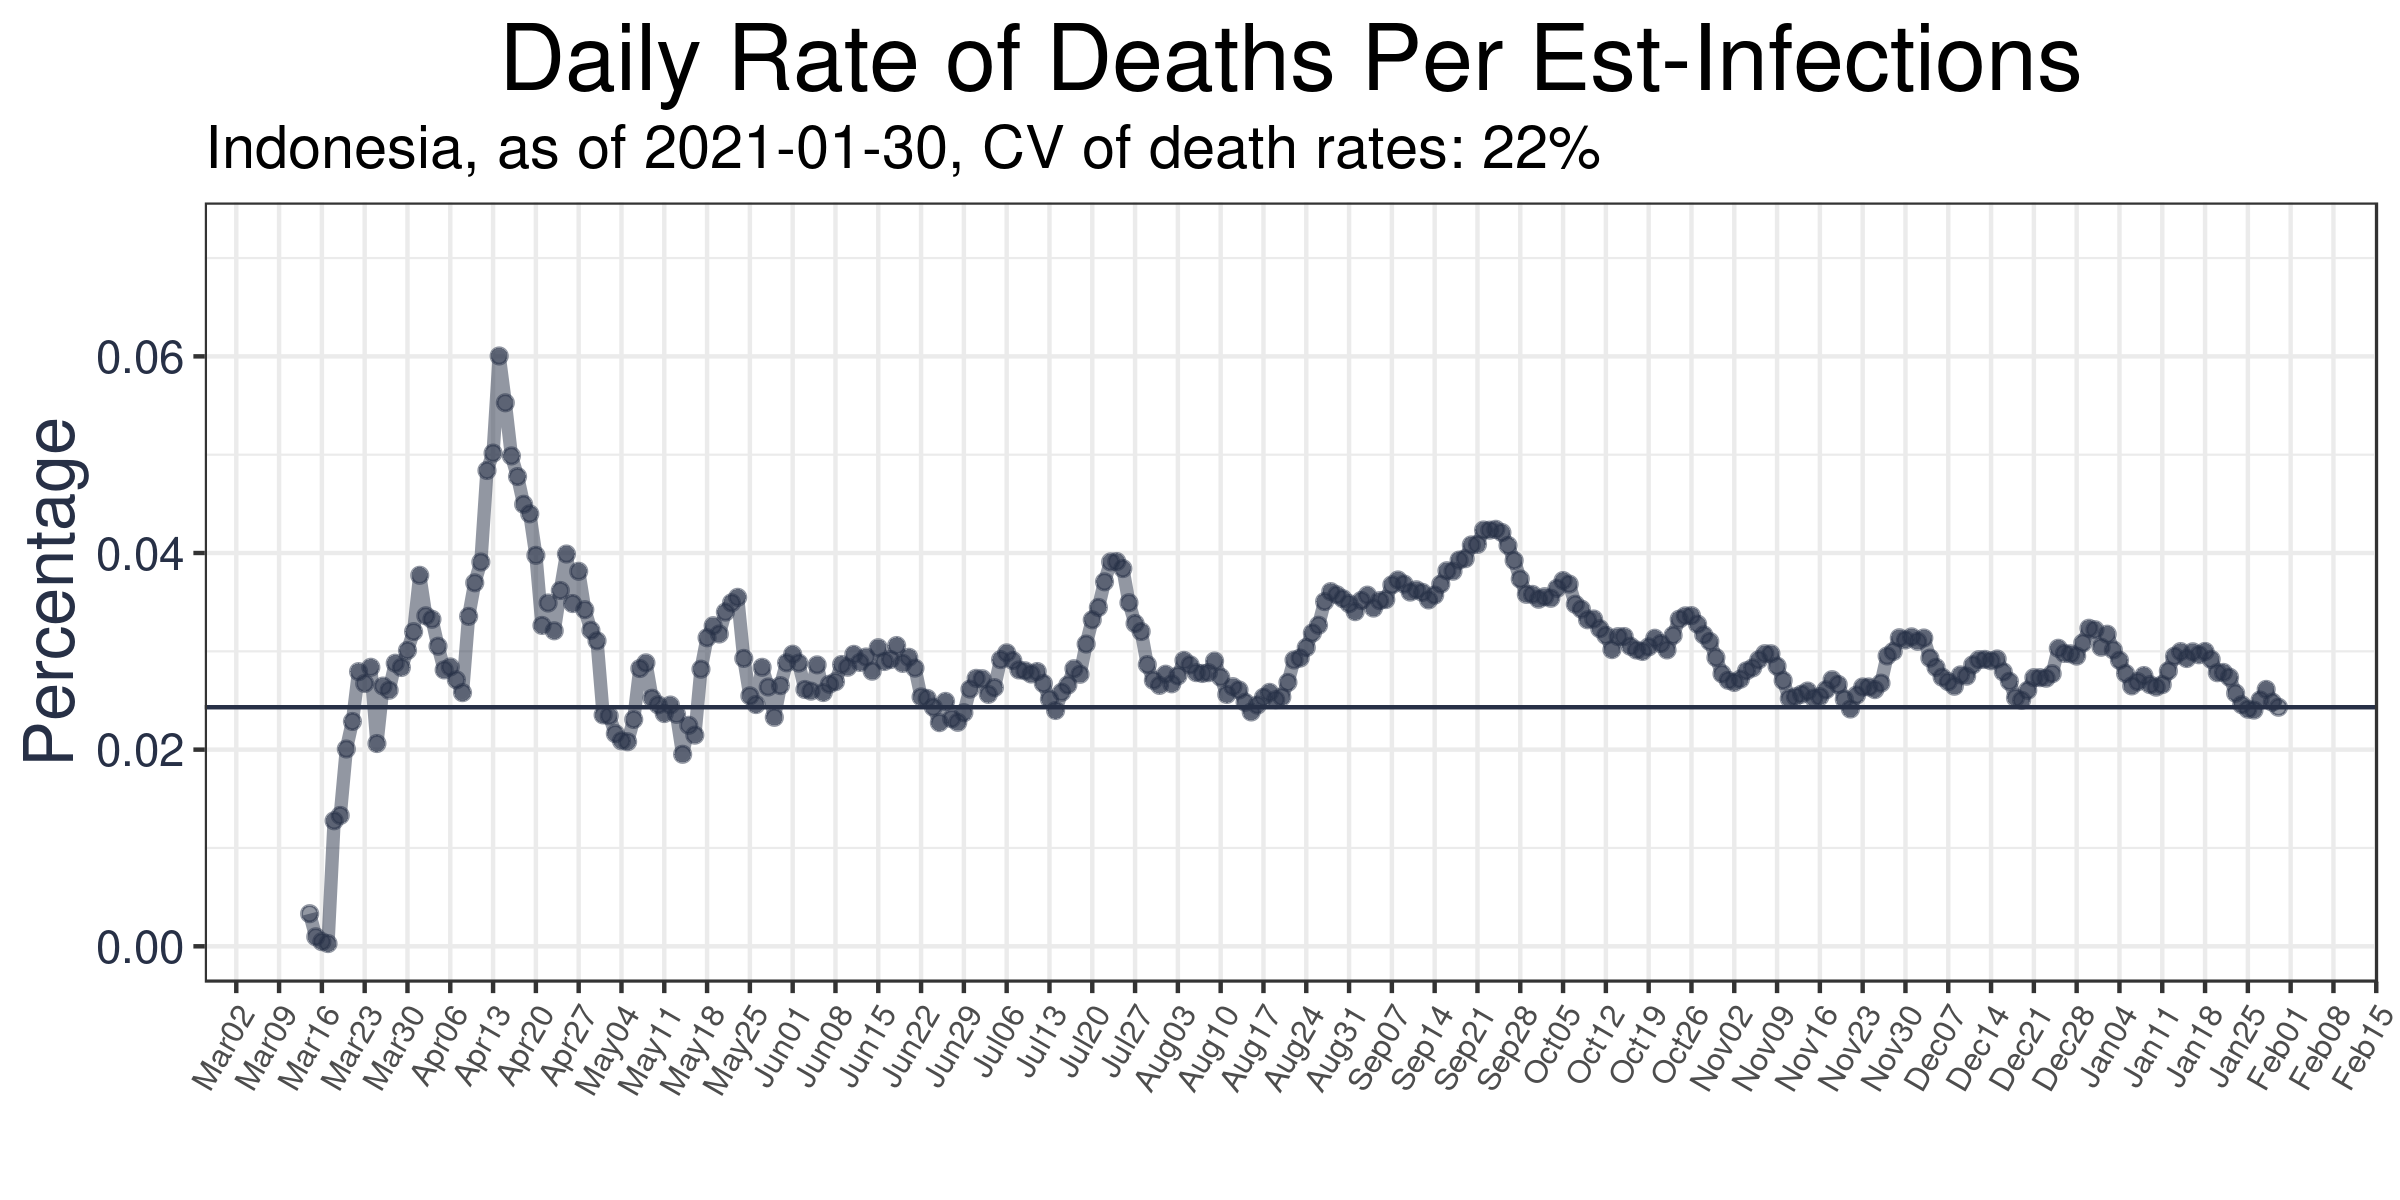 Daily Rate of Deaths Per Est-Infections
Indonesia, as of 2021-01-30, CV of death rates: 22%
Percentage
0.06
0.04
0.02
0.00
Mar02
Mar09
Mar16
Mar23
Mar30
Apr06
Apr13
Apr20
Apr27
May04
May11
May18
May25
Jun01
Jun08
Jun15
Jun22
Jun29
Jul06
Jul13
Jul20
Jul27
Aug03
Aug10
Aug17
Aug24
Aug31
Sep07
Sep14
Sep21
Sep28
Oct05
Oct12
Oct19
Oct26
Nov02
Nov09
Nov16
Nov23
Nov30
Dec07
Dec14
Dec21
Dec28
Jan04
Jan11
Jan18
Jan25
Feb01
Feb08
Feb15